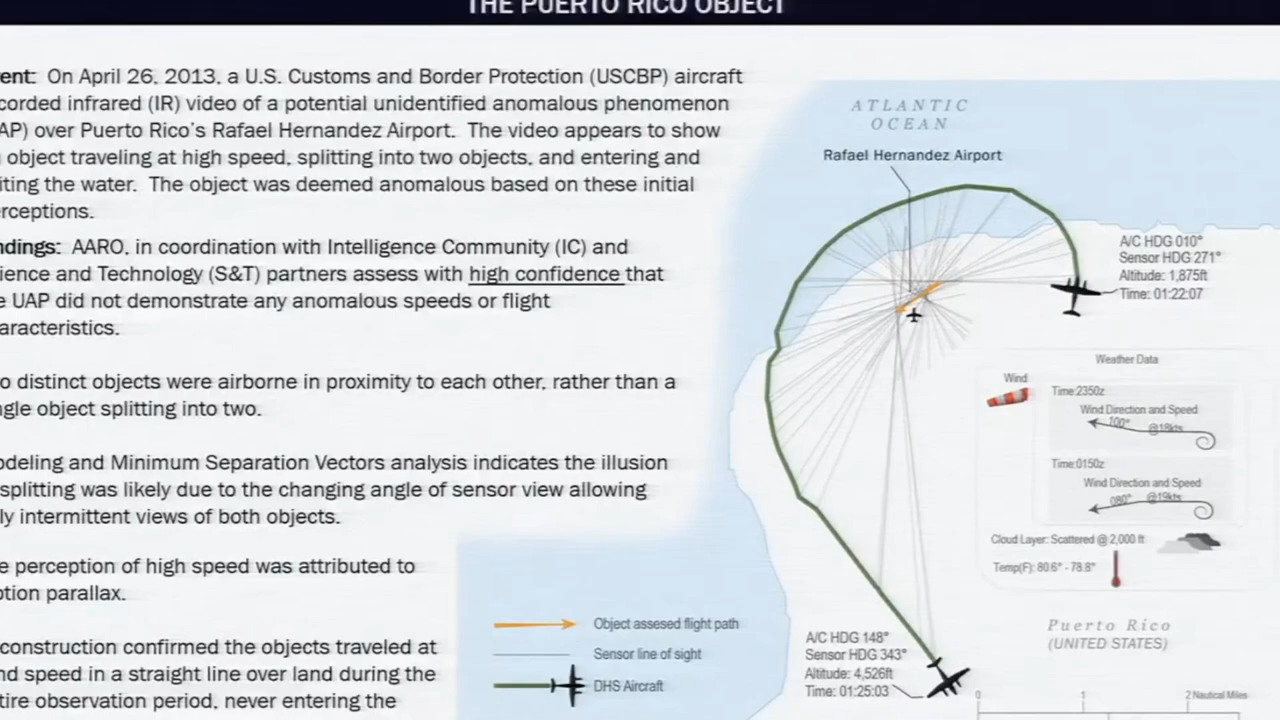 THE PUERTO RICO OBJECT
ent: On April 26, 2013, a U.S. Customs and Border Protection (USCBP) aircraft
corded infrared (IR) video of a potential unidentified anomalous phenomenon
AP) over Puerto Rico's Rafael Hernandez Airport. The video appears to show
object traveling at high speed, splitting into two objects, and entering and
iting the water. The object was deemed anomalous based on these initial
erceptions.
ndings: AARO, in coordination with Intelligence Community (IC) and
ience and Technology (S&T) partners assess with high confidence that
e UAP did not demonstrate any anomalous speeds or flight
aracteristics.
o distinct objects were airborne in proximity to each other, rather than a
ngle object splitting into two.
odeling and Minimum Separation Vectors analysis indicates the illusion
splitting was likely due to the changing angle of sensor view allowing
ly intermittent views of both objects.
e perception of high speed was attributed to
otion parallax.
construction confirmed the objects traveled at
nd speed in a straight line over land during the
tire observation period, never entering the
ATLANTIC
OCEAN
Rafael Hernandez Airport
A/C HDG 010°
Sensor HDG 271°
Altitude: 1,875ft
Time: 01:22:07
Weather Data
Wind
Time:2350z
Wind Direction and Speed
100° @18kts
Time:0150z
Wind Direction and Speed
080° @19kts
Cloud Layer: Scattered @ 2,000 ft
Temp(F): 80.6° - 78.8°
Puerto Rico
(UNITED STATES)
Object assesed flight path
Sensor line of sight
DHS Aircraft
A/C HDG 148°
Sensor HDG 343°
Altitude: 4,526ft
Time: 01:25:03
0 1 2 Nautical Miles